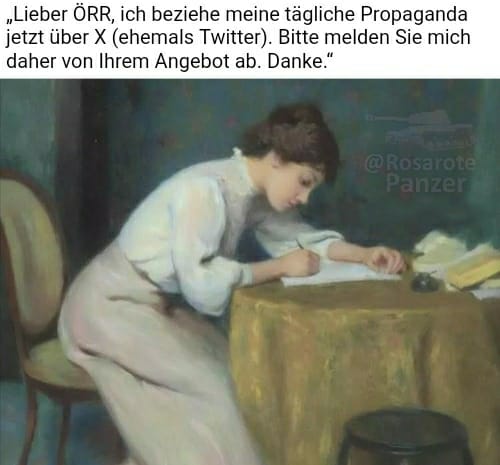 „Lieber ÖRR, ich beziehe meine tägliche Propaganda
jetzt über X (ehemals Twitter). Bitte melden Sie mich
daher von Ihrem Angebot ab. Danke.“
@Rosarote
Panzer